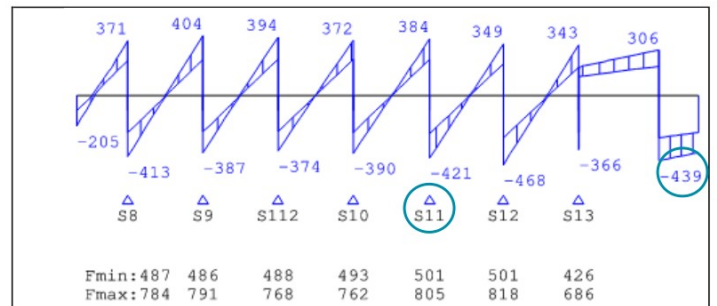 371 404 394 372 384 349 343 306
-205 -413 -387 -374 -390 -421 -468 -366 -439
S8 S9 S112 S10 S11 S12 S13
Fmin:487 486 488 493 501 501 426
Fmax:784 791 768 762 805 818 686